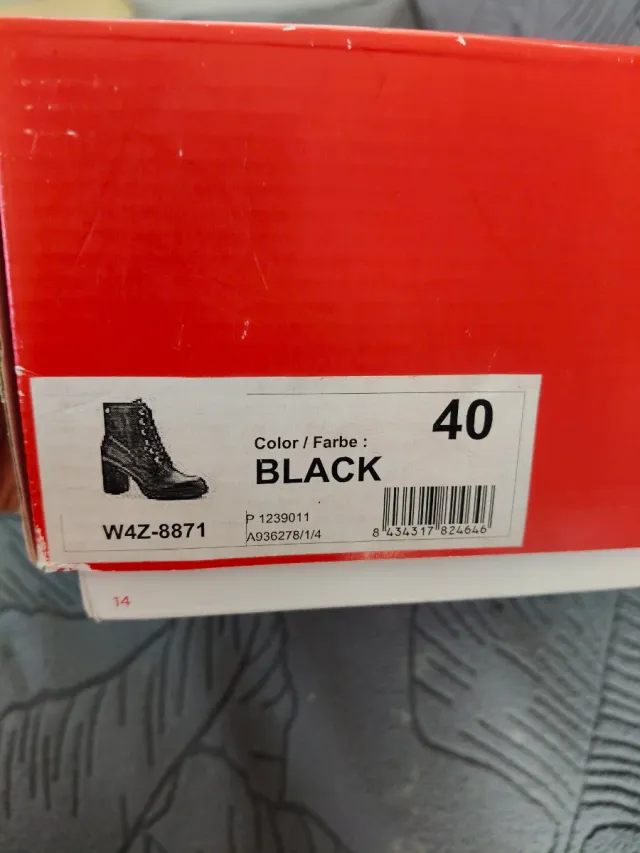 40
Color / Farbe :
BLACK
W4Z-8871
P 1239011
A936278/1/4
8 434317 824646
14